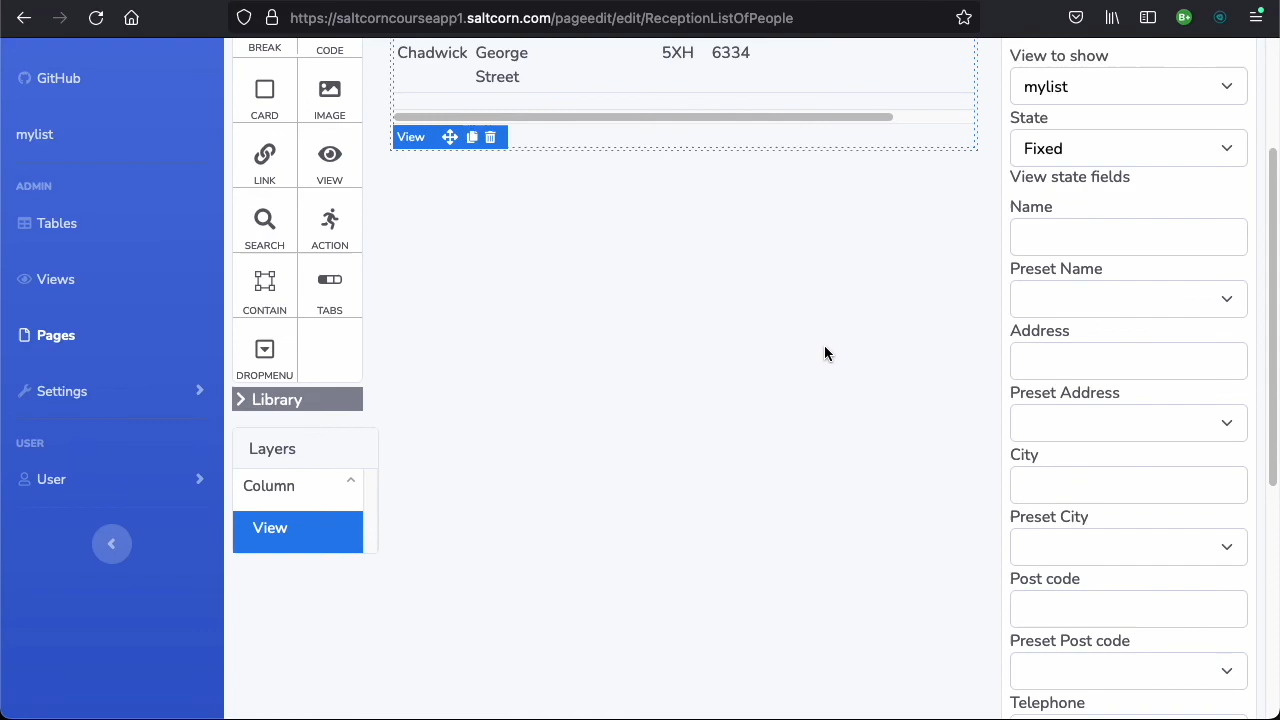 https://saltcorncourseapp1.saltcorn.com/pageedit/edit/ReceptionListOfPeople
B+
GitHub
mylist
ADMIN
Tables
Views
Pages
Settings
USER
User
BREAK
CODE
CARD
IMAGE
LINK
VIEW
SEARCH
ACTION
CONTAIN
TABS
DROPMENU
Library
Layers
Column
View
Chadwick George 5XH 6334
Street
View
View to show
mylist
State
Fixed
View state fields
Name
Preset Name
Address
Preset Address
City
Preset City
Post code
Preset Post code
Telephone